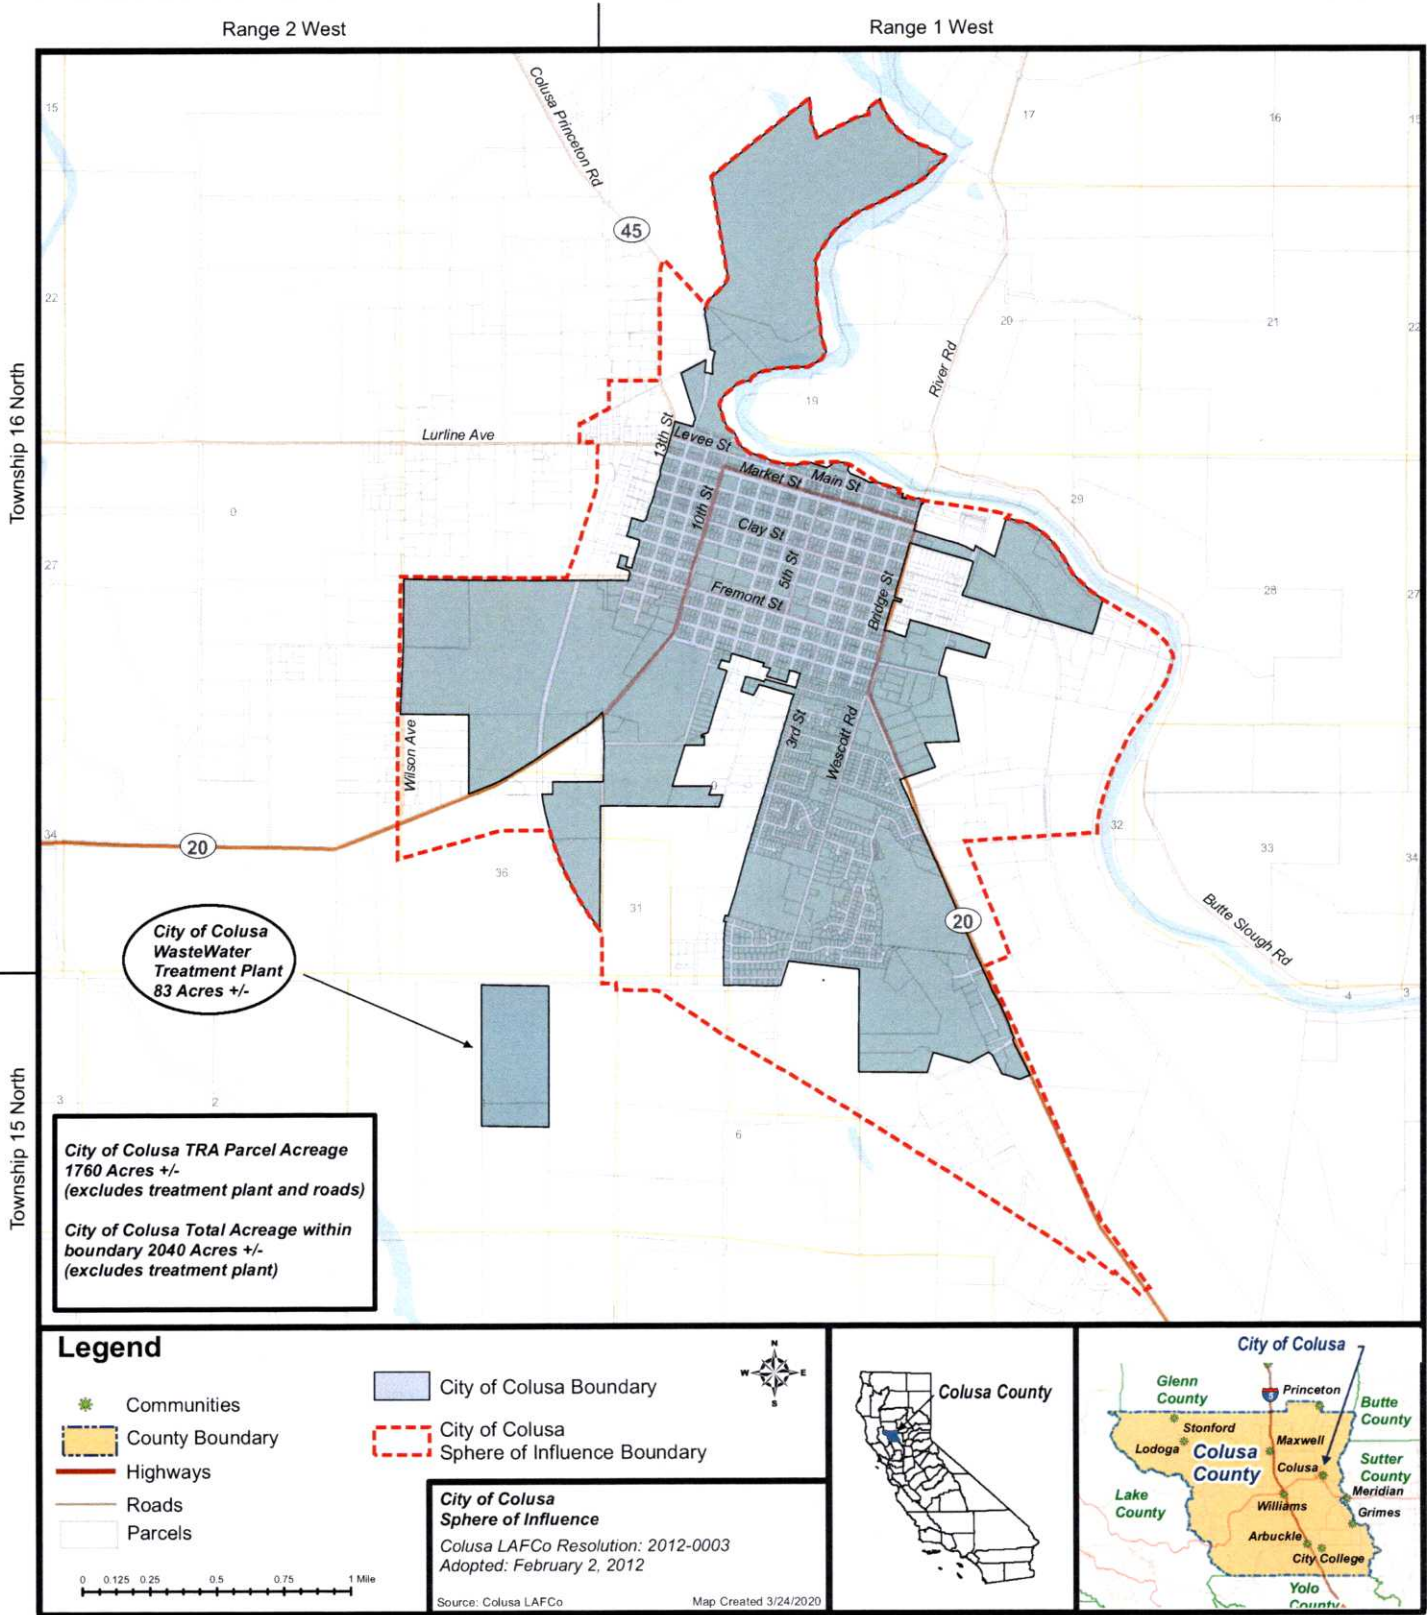 Range 2 West
Range 1 West
Township 16 North
Township 15 North
Colusa Princeton Rd
45
15
17
16
15
22
20
21
22
River Rd
19
Lurline Ave
13th St
Levee St
Market St
Main St
10th St
Clay St
5th St
Fremont St
Bridge St
9
29
27
28
27
Wilson Ave
3rd St
Wescott Rd
34
20
36
31
32
33
34
20
Butte Slough Rd
City of Colusa
WasteWater
Treatment Plant
83 Acres +/-
4
3
3
2
6
City of Colusa TRA Parcel Acreage
1760 Acres +/-
(excludes treatment plant and roads)
City of Colusa Total Acreage within
boundary 2040 Acres +/-
(excludes treatment plant)
Legend
Communities
County Boundary
Highways
Roads
Parcels
City of Colusa Boundary
City of Colusa
Sphere of Influence Boundary
N
W
E
S
0 0.125 0.25 0.5 0.75 1 Mile
City of Colusa
Sphere of Influence
Colusa LAFCo Resolution: 2012-0003
Adopted: February 2, 2012
Source: Colusa LAFCo
Map Created 3/24/2020
Colusa County
City of Colusa
Glenn
County
5
Princeton
Butte
County
Stonford
Lodoga
Maxwell
Colusa
County
Colusa
Sutter
County
Meridian
Lake
County
Williams
Grimes
Arbuckle
City College
Yolo
County